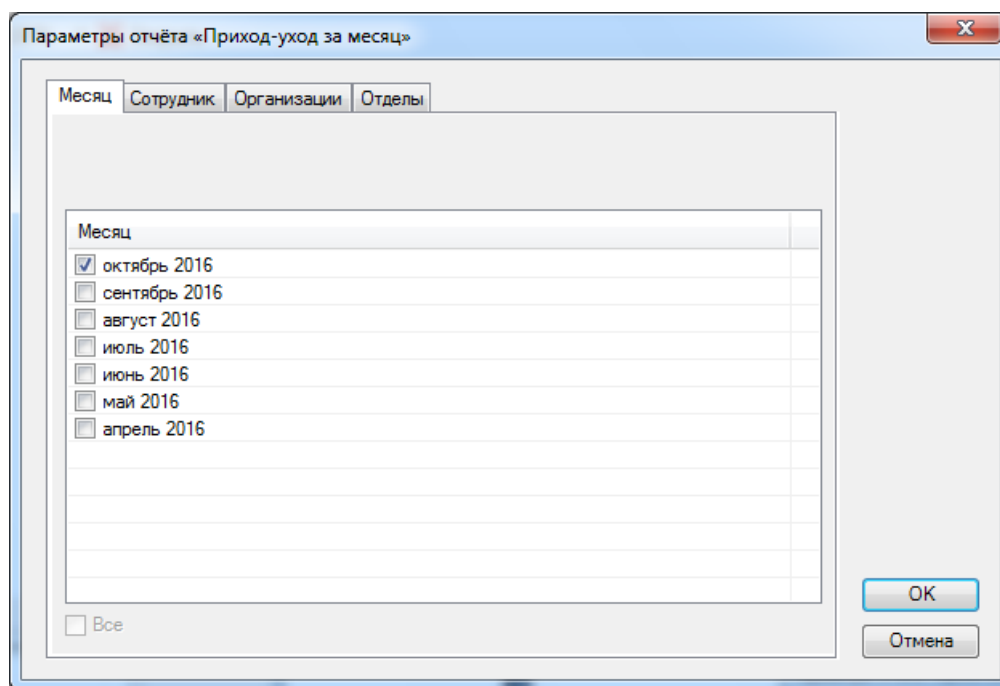 Параметры отчёта «Приход-уход за месяц»
Месяц Сотрудник Организации Отделы
Месяц
октябрь 2016
сентябрь 2016
август 2016
июль 2016
июнь 2016
май 2016
апрель 2016
Все
ОК
Отмена